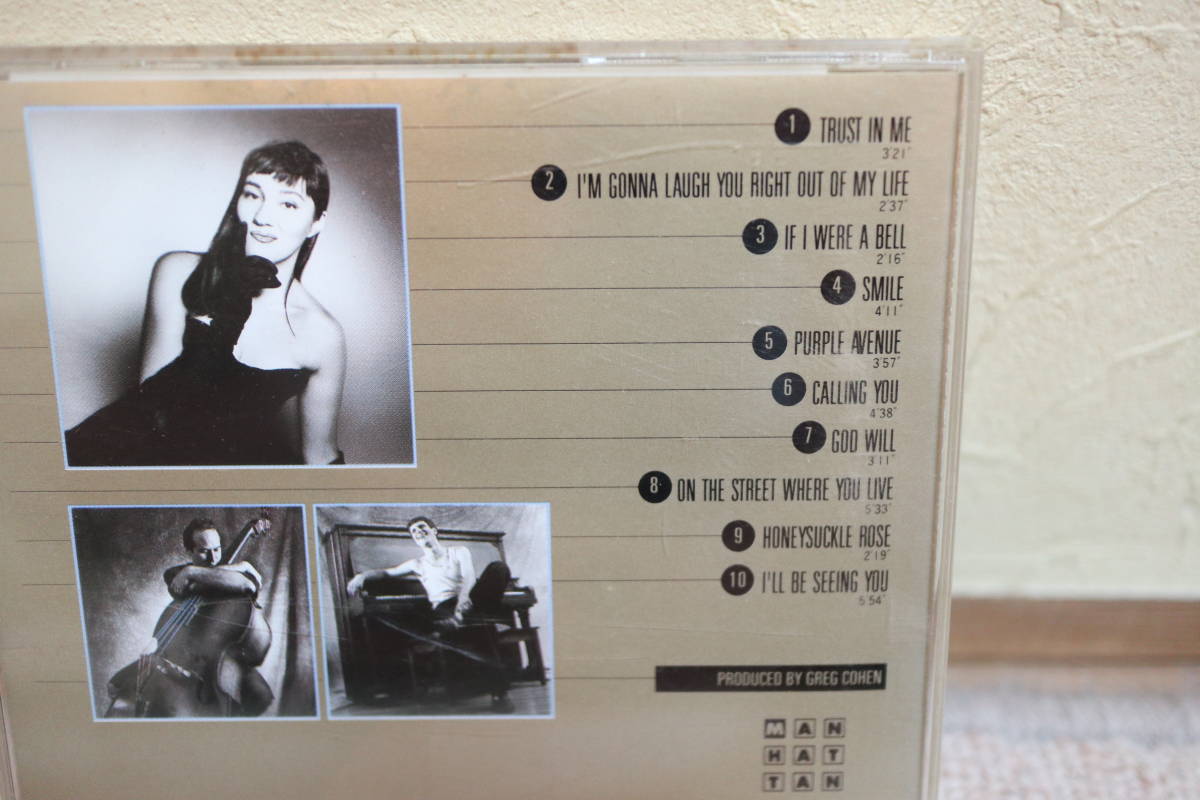 1 TRUST IN ME
3'21"
2 I'M GONNA LAUGH YOU RIGHT OUT OF MY LIFE
2'37"
3 IF I WERE A BELL
2'16"
4 SMILE
4'11"
5 PURPLE AVENUE
3'57"
6 CALLING YOU
4'38"
7 GOD WILL
3'11"
8 ON THE STREET WHERE YOU LIVE
5'33"
9 HONEYSUCKLE ROSE
2'19"
10 I'LL BE SEEING YOU
5'54"
PRODUCED BY GREG COHEN
MAN
HAT
TAN